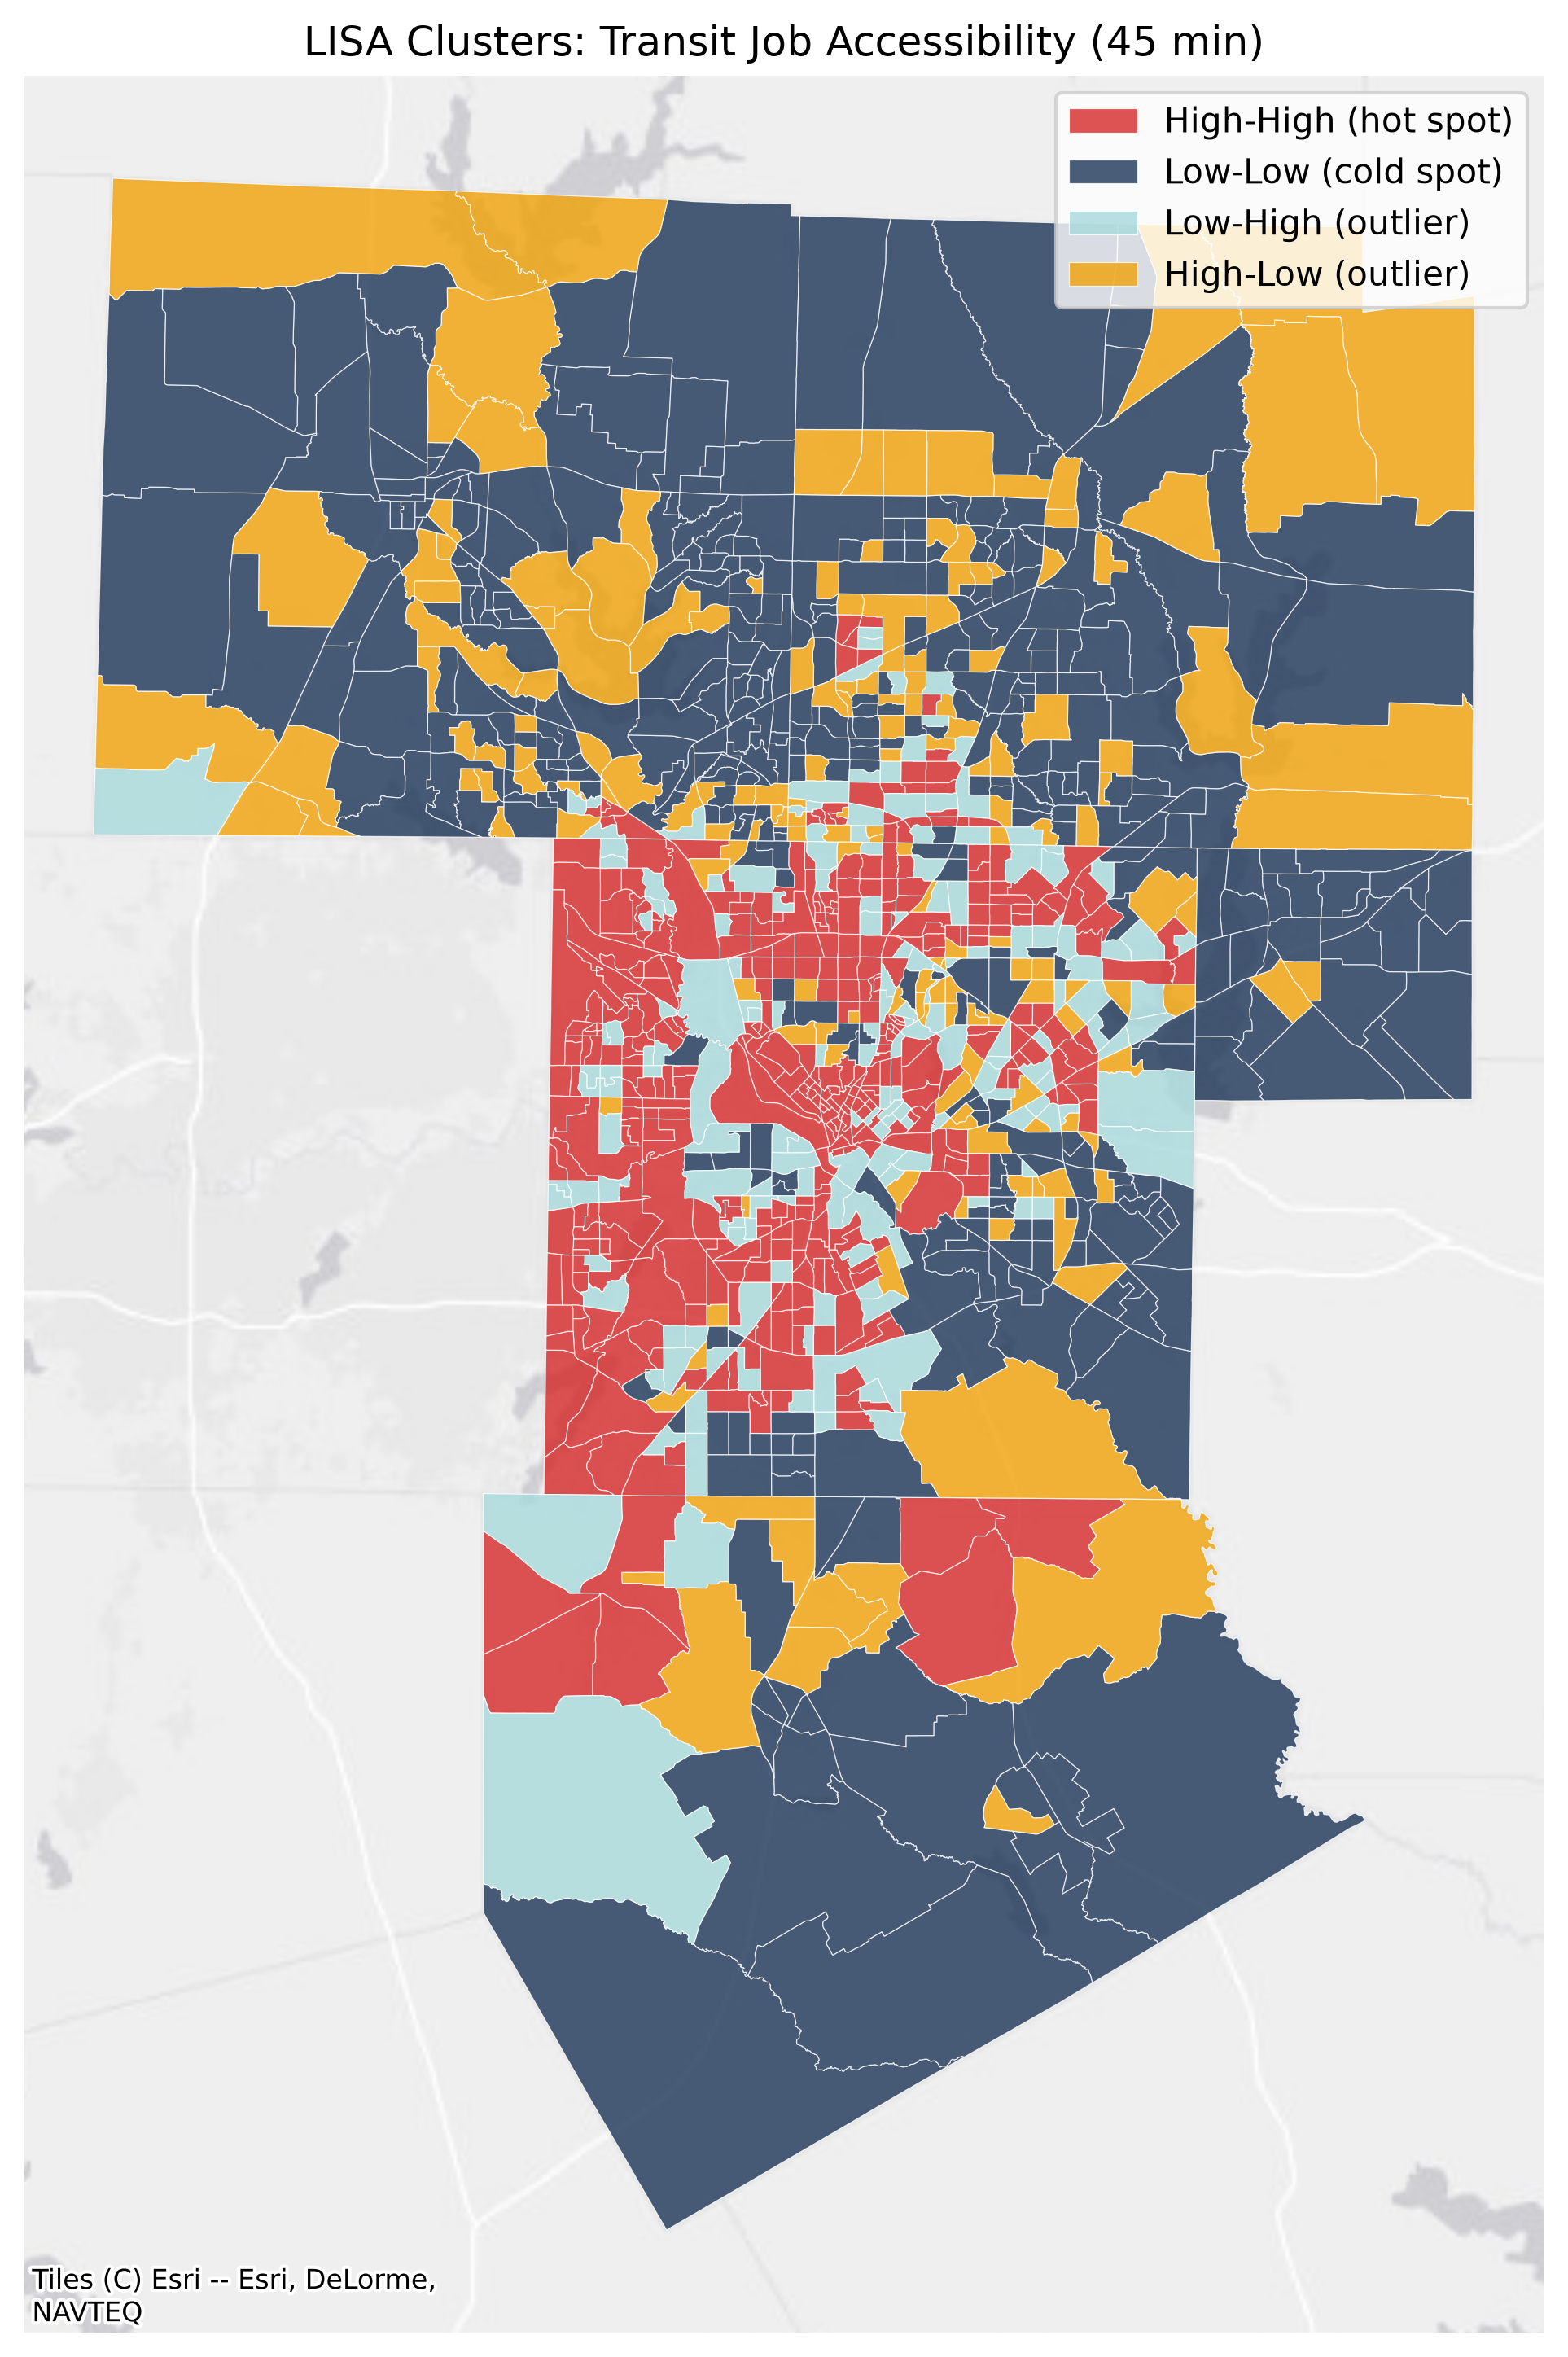 LISA Clusters: Transit Job Accessibility (45 min)
High-High (hot spot)
Low-Low (cold spot)
Low-High (outlier)
High-Low (outlier)
Tiles (C) Esri -- Esri, DeLorme,
NAVTEQ